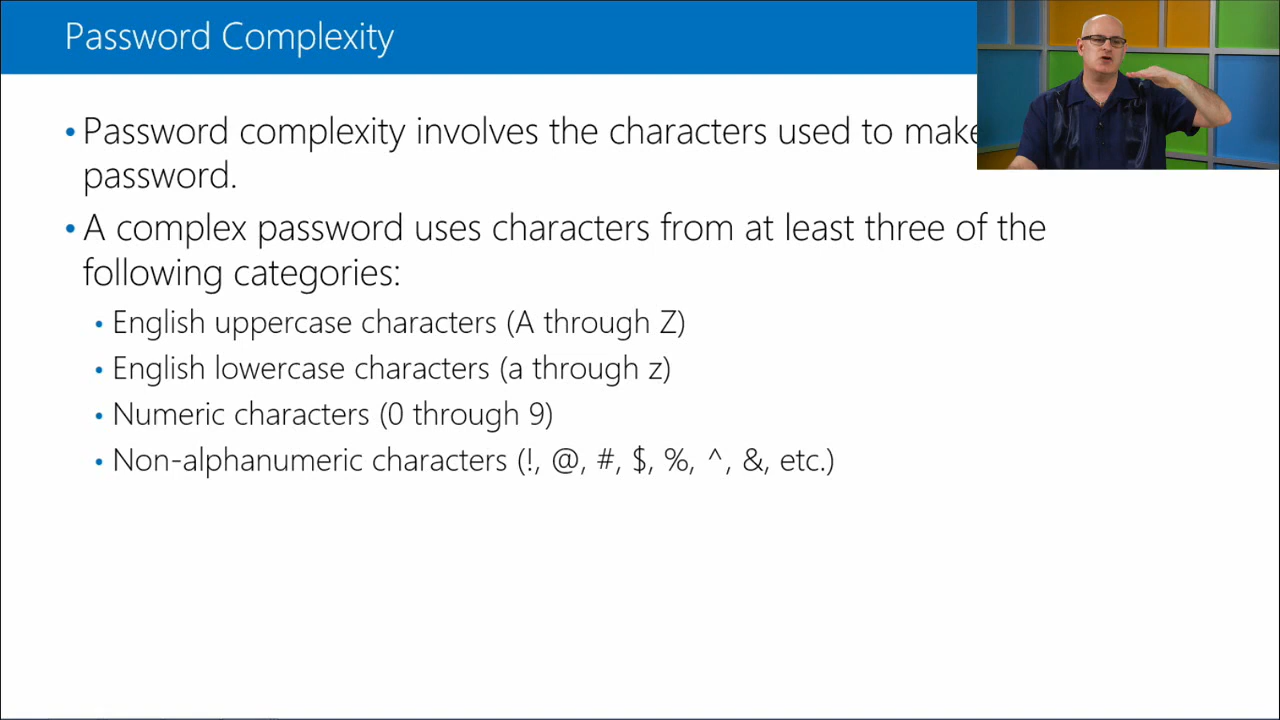 Password Complexity
• Password complexity involves the characters used to make
password.
• A complex password uses characters from at least three of the
following categories:
• English uppercase characters (A through Z)
• English lowercase characters (a through z)
• Numeric characters (0 through 9)
• Non-alphanumeric characters (!, @, #, $, %, ^, &, etc.)